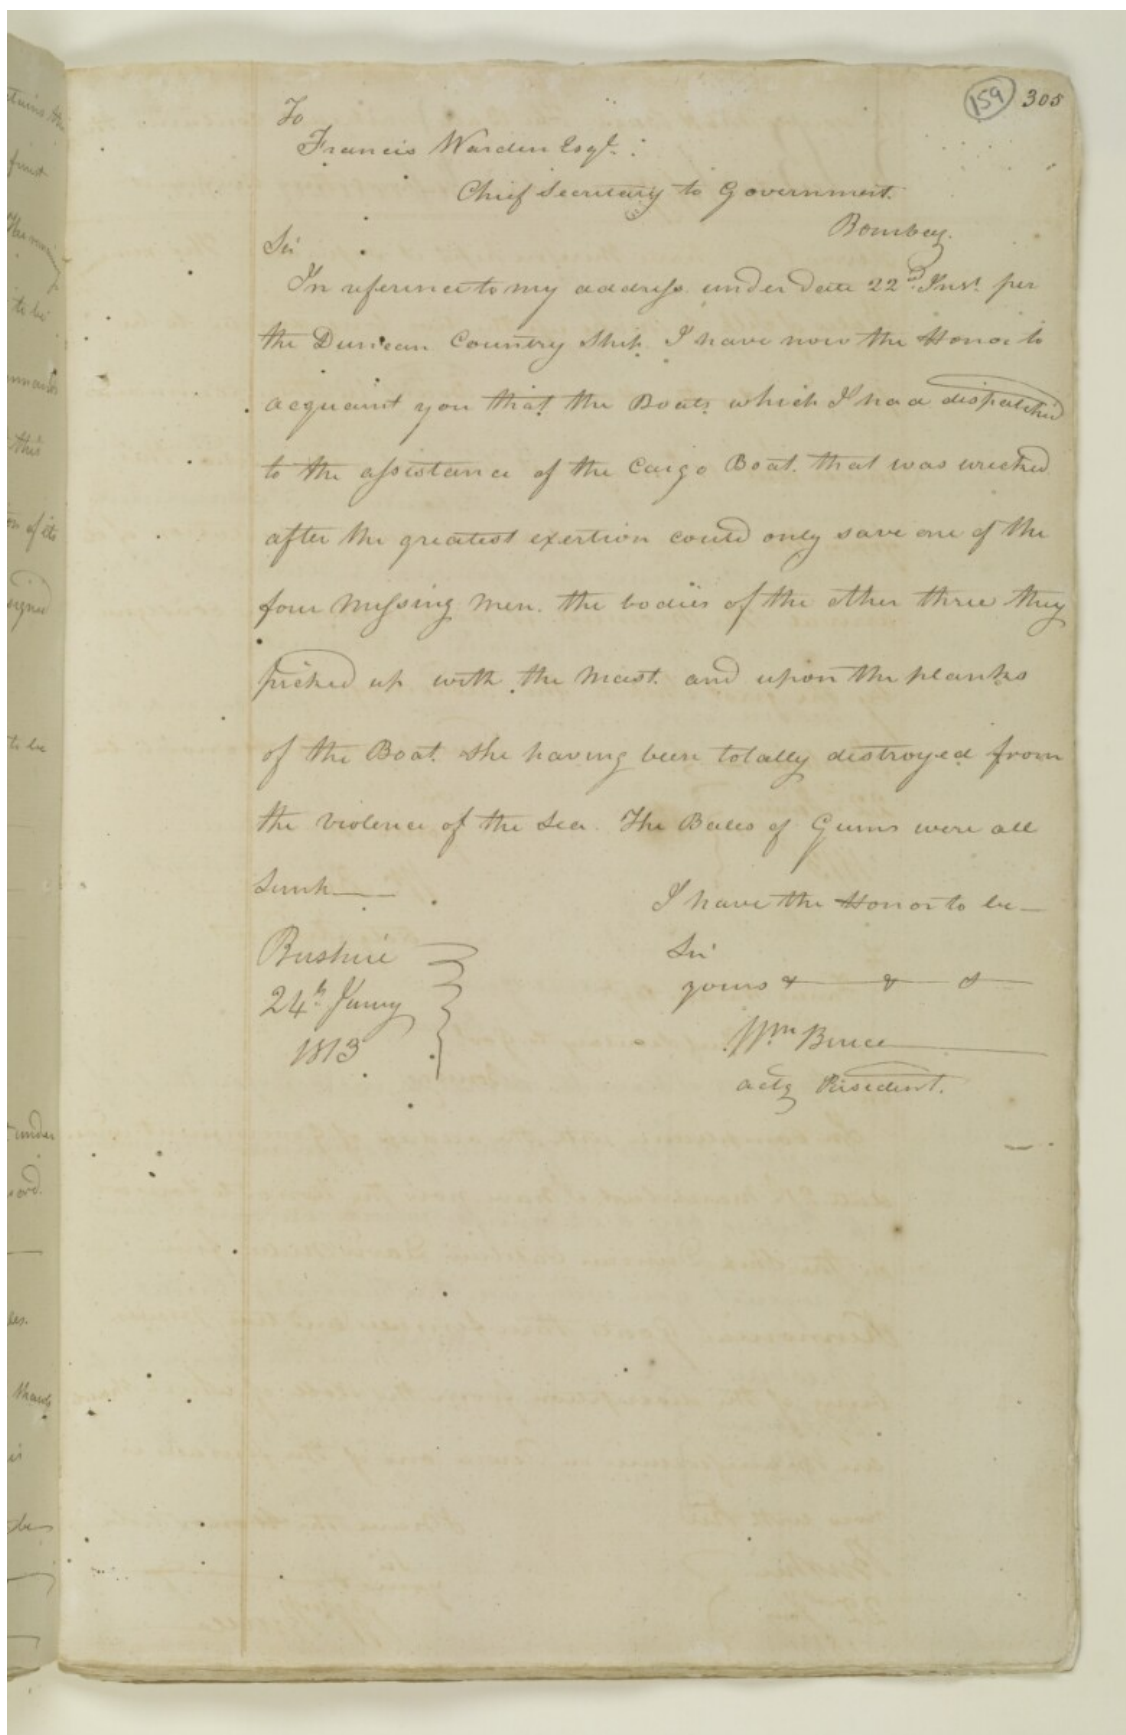 159 305
To
Francis Warden Esqr.
Chief Secretary to Government.
Bombay.
Sir
In reference to my address under date 22d. Inst. per
the Duncan Country Ship I have now the Honor to
acquaint you that the Boats which I had dispatched
to the assistance of the Cargo Boat that was wrecked
after the greatest exertion could only save one of the
four missing men. the bodies of the other three they
picked up with the mast. and upon the planks
of the Boat. She having been totally destroyed from
the violence of the Sea. The Bales of Gums were all
Sunk—
I have the Honor to be—
Sir
yours & & &
Wm Bruce
actg Resident.
Bushire
24th. Jany
1813